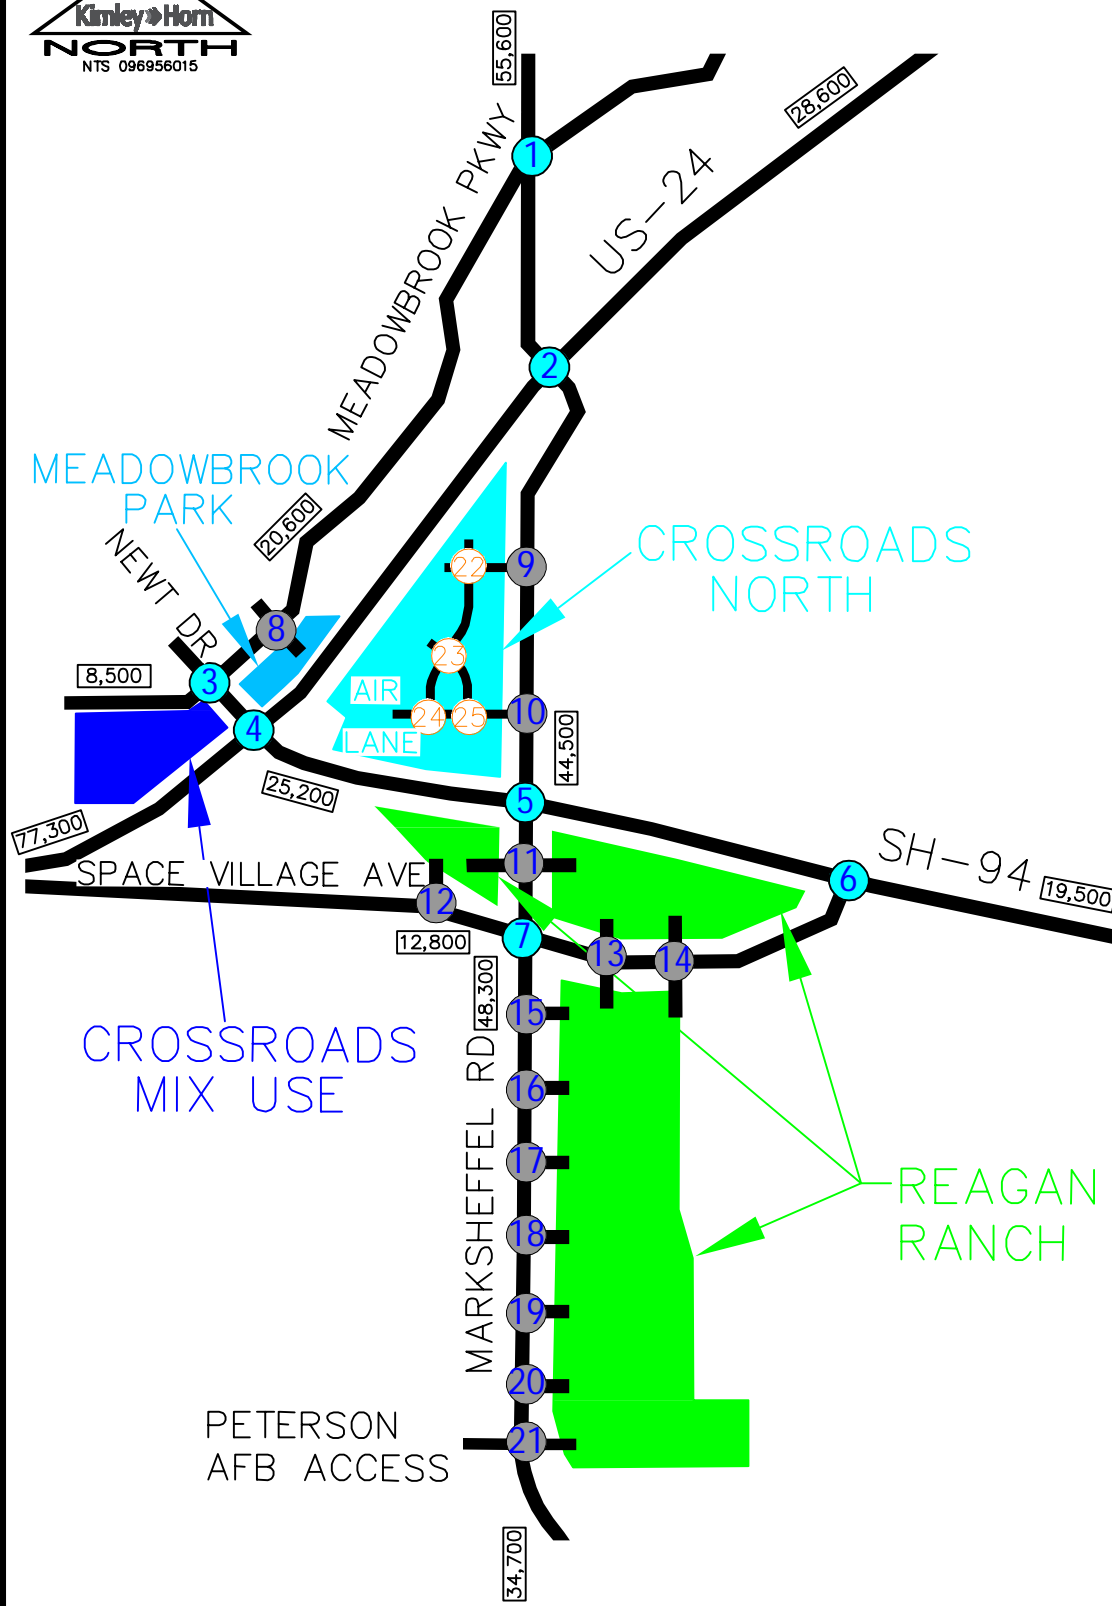 Kimley»Horn
NORTH
NTS 096956015
55,600
28,600
MEADOWBROOK PKWY
1
US-24
2
MEADOWBROOK
PARK
20,600
NEWT DR
CROSSROADS
NORTH
22
9
8
23
8,500
3
AIR
24
25
10
LANE
4
44,500
25,200
5
77,300
SPACE VILLAGE AVE
11
SH-94
6
19,500
12
12,800
7
13
14
48,300
15
CROSSROADS
MIX USE
16
MARKSHEFFEL RD
17
REAGAN
RANCH
18
19
20
PETERSON
AFB ACCESS
21
34,700